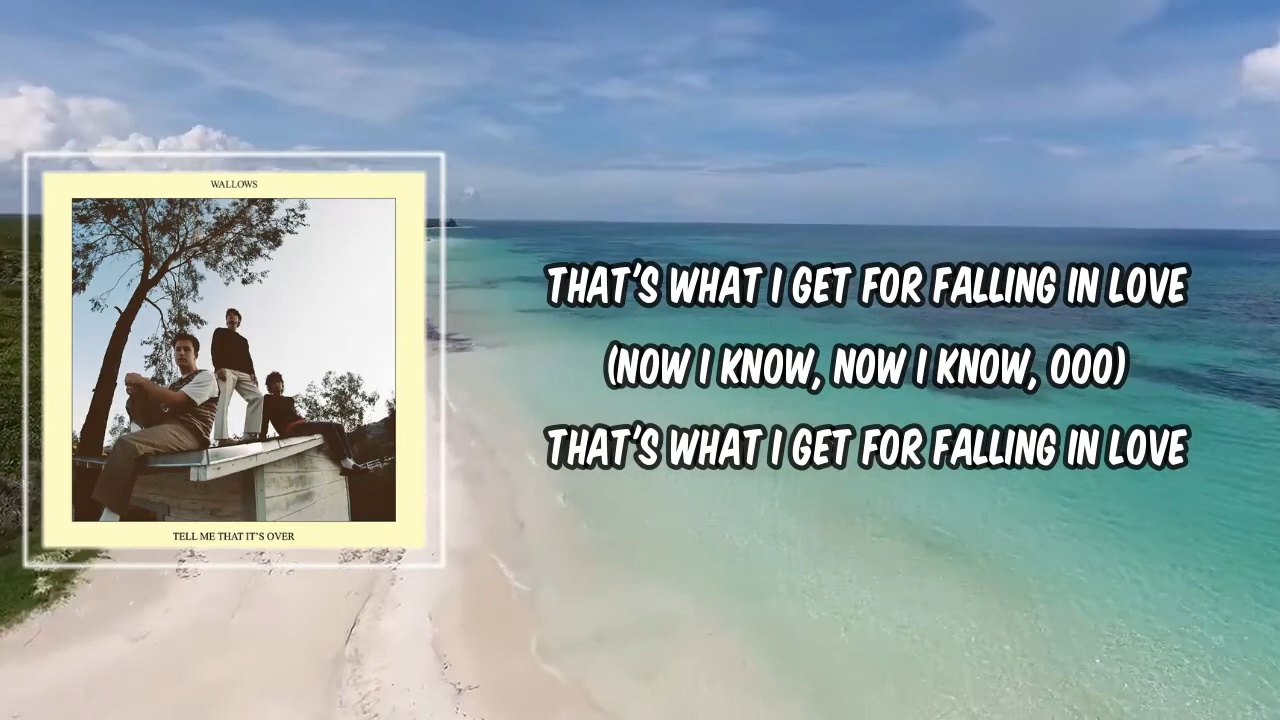 WALLOWS
TELL ME THAT IT'S OVER
THAT'S WHAT I GET FOR FALLING IN LOVE
(NOW I KNOW, NOW I KNOW, OOO)
THAT'S WHAT I GET FOR FALLING IN LOVE